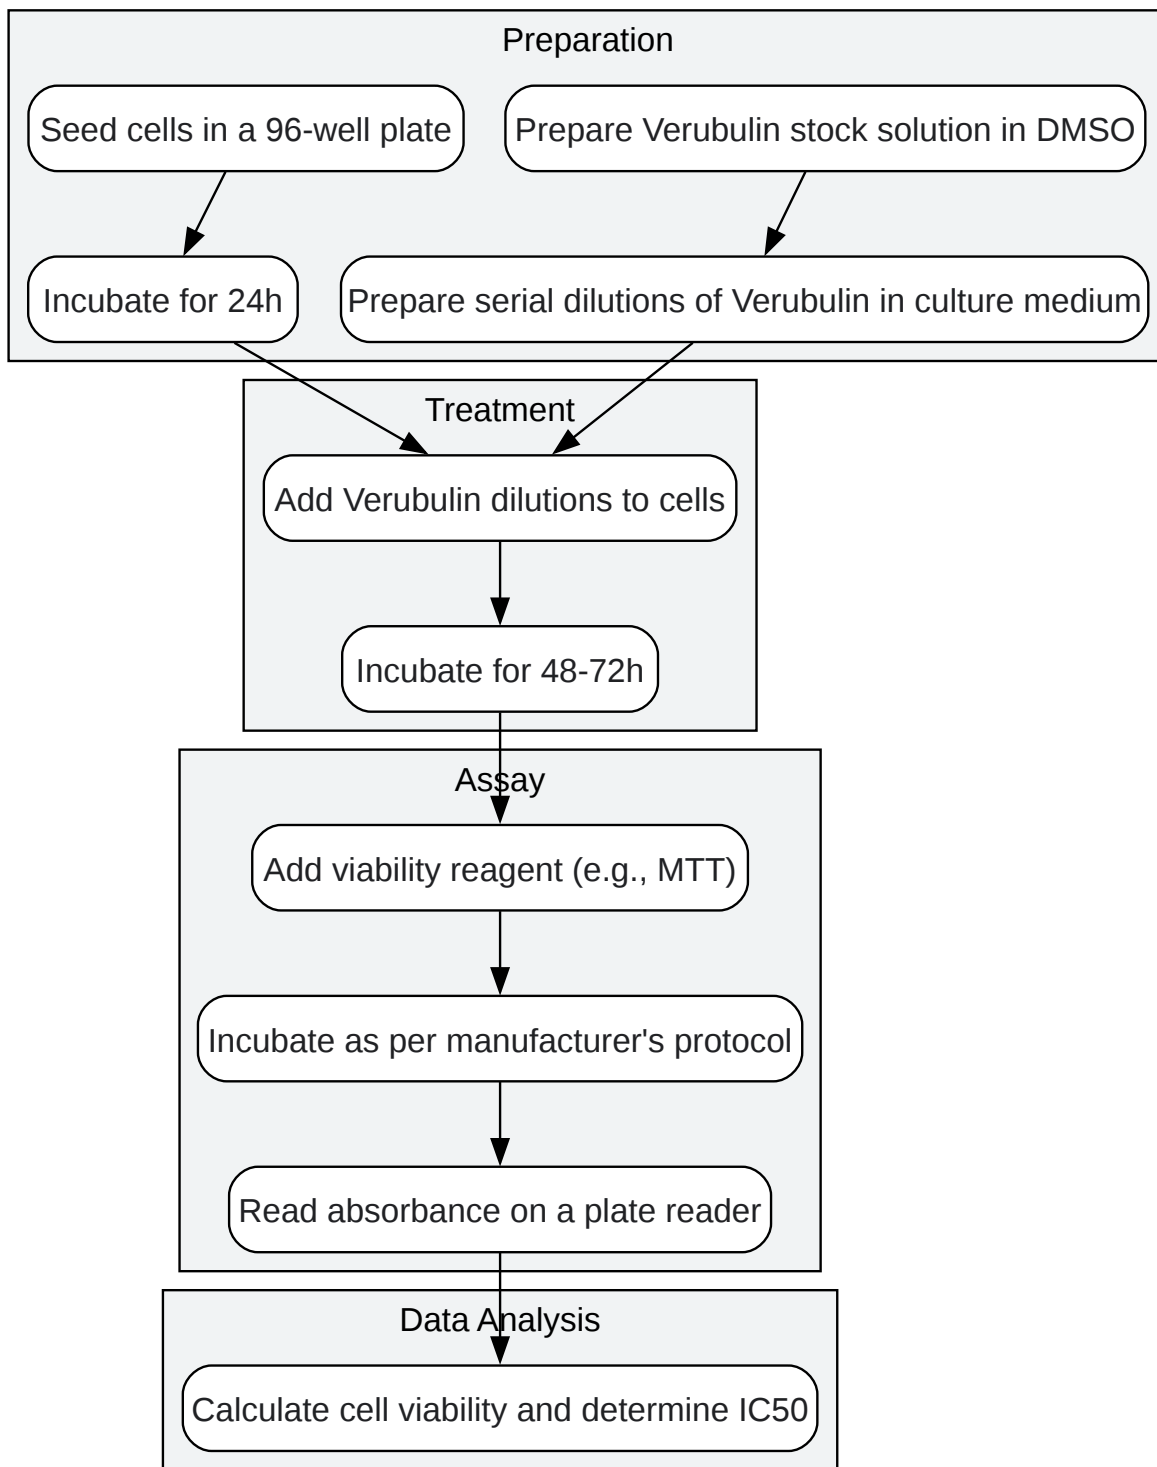 Preparation
Seed cells in a 96-well plate
Prepare Verubulin stock solution in DMSO
Incubate for 24h
Prepare serial dilutions of Verubulin in culture medium
Treatment
Add Verubulin dilutions to cells
Incubate for 48-72h
Assay
Add viability reagent (e.g., MTT)
Incubate as per manufacturer's protocol
Read absorbance on a plate reader
Data Analysis
Calculate cell viability and determine IC50